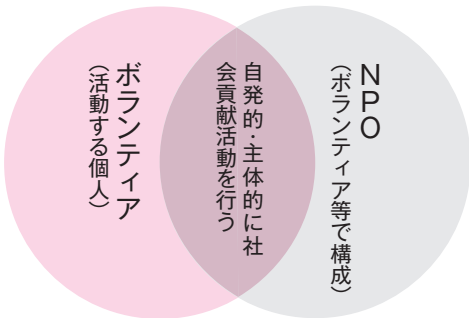 NPO
（ボランティア等で構成）
自発的・主体的に社
会貢献活動を行う
ボランティア
（活動する個人）